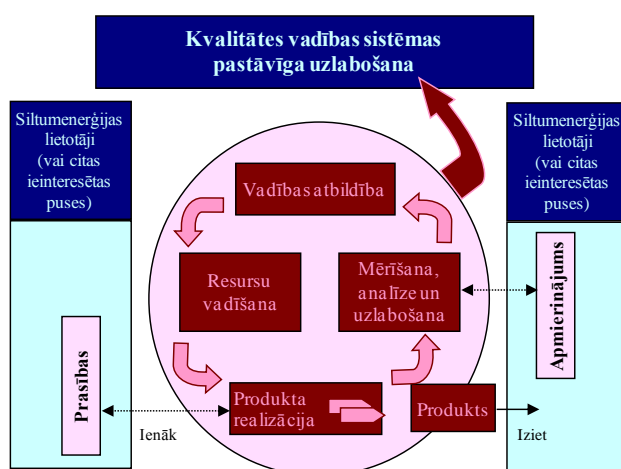 Kvalitātes vadības sistēmas
pastāvīga uzlabošana
Siltumenerģijas
lietotāji
(vai citas
ieinteresētas
puses)
Siltumenerģijas
lietotāji
(vai citas
ieinteresētas
puses)
Vadības atbildība
Resursu
vadīšana
Mērīšana,
analīze un
uzlabošana
Apmierinājums
Prasības
Produkta
realizācija
Produkts
Ienāk
Iziet